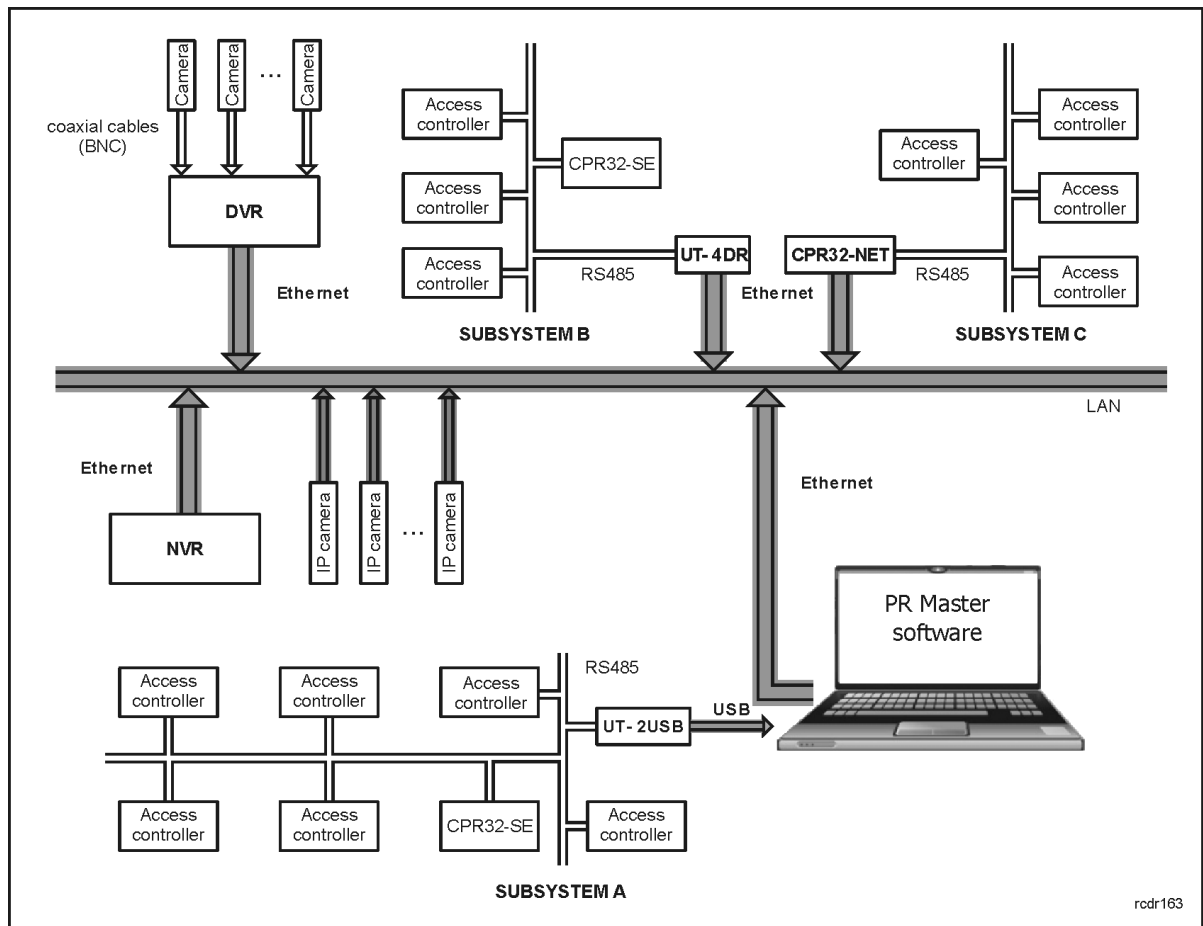 Camera
Camera
...
Camera
coaxial cables
(BNC)
DVR
Ethernet
Access
controller
CPR32-SE
Access
controller
Access
controller
RS485
UT- 4DR
SUBSYSTEM B
Ethernet
Access
controller
Access
controller
Access
controller
CPR32-NET
RS485
Access
controller
SUBSYSTEM C
LAN
Ethernet
NVR
IP camera
IP camera
...
IP camera
Ethernet
PR Master
software
Access
controller
Access
controller
Access
controller
RS485
UT- 2USB
USB
Access
controller
Access
controller
CPR32-SE
Access
controller
SUBSYSTEM A
rcdr163